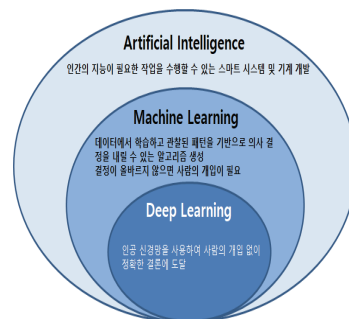 Artificial Intelligence
인간의 지능이 필요한 작업을 수행할 수 있는 스마트 시스템 및 기계 개발
Machine Learning
데이터에서 학습하고 관찰된 패턴을 기반으로 의사 결
정을 내릴 수 있는 알고리즘 생성
결정이 올바르지 않으면 사람의 개입이 필요
Deep Learning
인공 신경망을 사용하여 사람의 개입 없이
정확한 결론에 도달